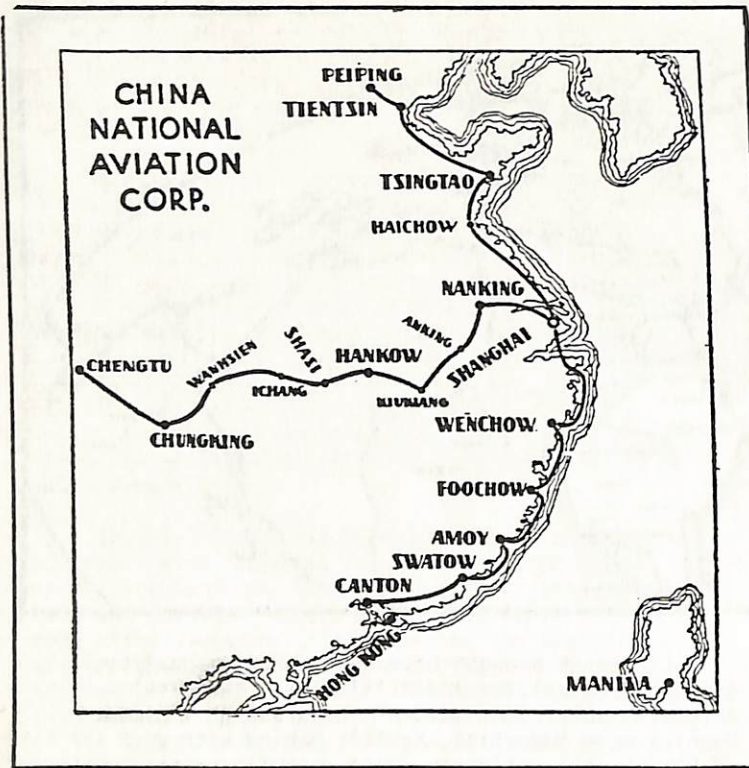 CHINA
NATIONAL
AVIATION
CORP.
PEIPING
TIENTSIN
TSINGTAO
HAICHOW
NANKING
ANKING
SHANGHAI
CHENGTU
WANHSIEN
SHASI
HANKOW
ICHANG
KIUKIANG
CHUNGKING
WENCHOW
FOOCHOW
AMOY
SWATOW
CANTON
HONG KONG
MANILA